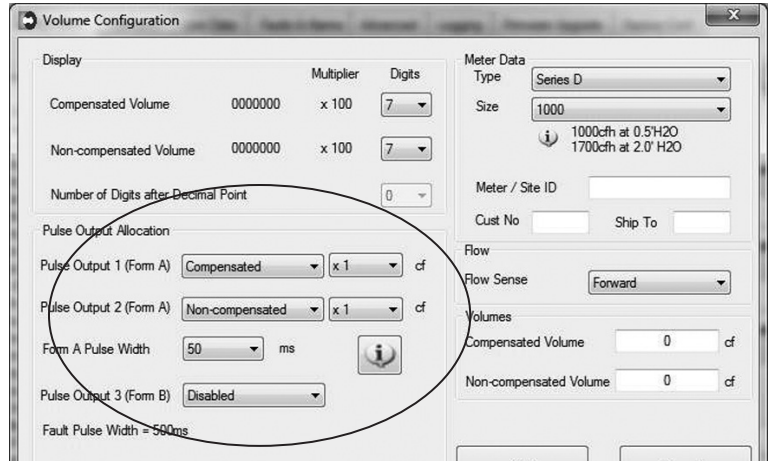 Volume Configuration
Display
Multiplier Digits
Compensated Volume 0000000 x 100 7
Non-compensated Volume 0000000 x 100 7
Number of Digits after Decimal Point 0
Pulse Output Allocation
Pulse Output 1 (Form A) Compensated x 1 cf
Pulse Output 2 (Form A) Non-compensated x 1 cf
Form A Pulse Width 50 ms
Pulse Output 3 (Form B) Disabled
Fault Pulse Width = 500ms
Meter Data
Type Series D
Size 1000
1000cfh at 0.5'H2O
1700cfh at 2.0' H2O
Meter / Site ID
Cust No Ship To
Flow
Flow Sense Forward
Volumes
Compensated Volume 0 cf
Non-compensated Volume 0 cf